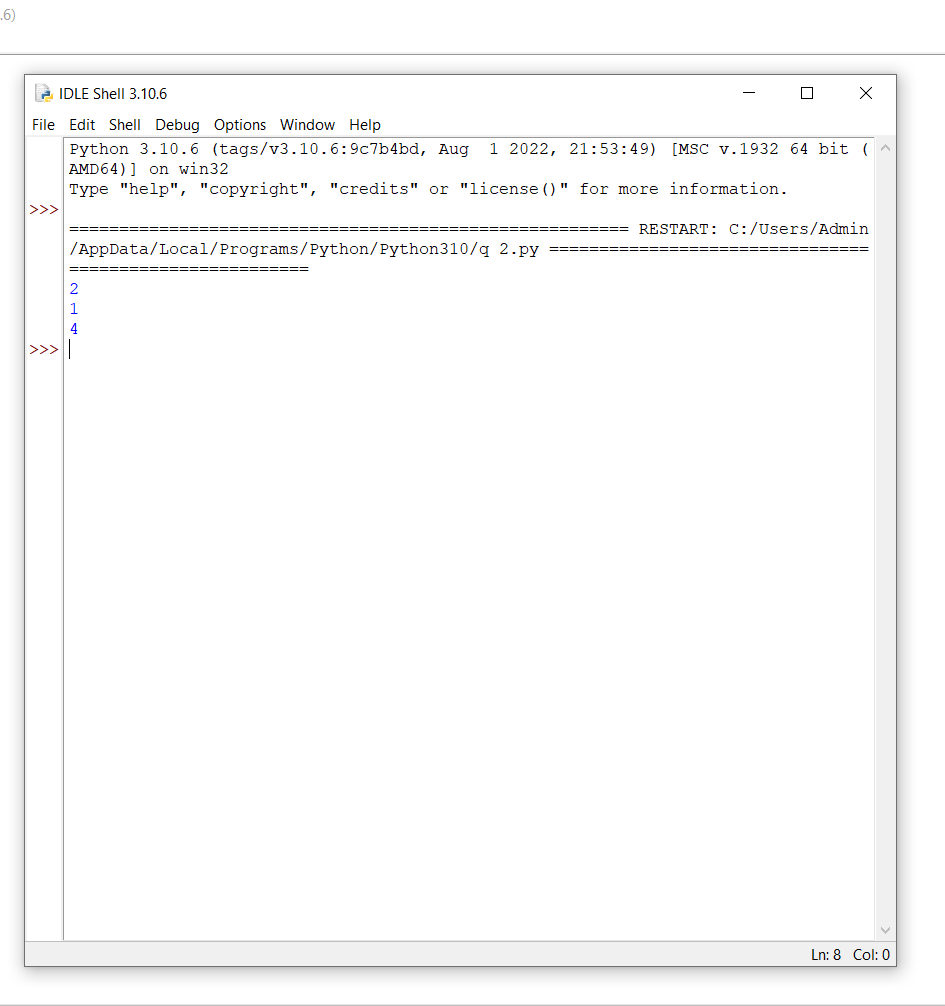 .6)
IDLE Shell 3.10.6
File Edit Shell Debug Options Window Help
Python 3.10.6 (tags/v3.10.6:9c7b4bd, Aug  1 2022, 21:53:49) [MSC v.1932 64 bit (
AMD64)] on win32
Type "help", "copyright", "credits" or "license()" for more information.
>>>
======================================================== RESTART: C:/Users/Admin
/AppData/Local/Programs/Python/Python310/q 2.py ================================
========================
2
1
4
>>>
Ln: 8 Col: 0